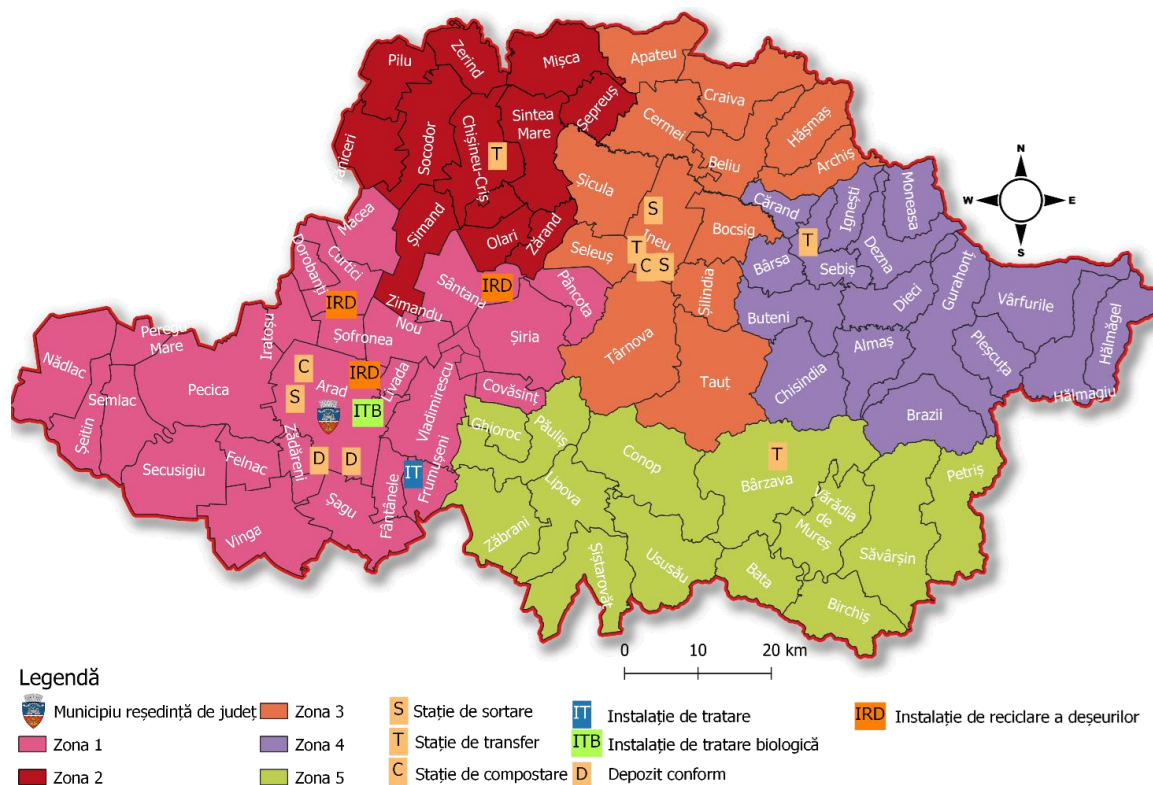 Pilu
Zerind
Mișca
Apateu
Craiva
Hășmaș
Sintea
Mare
Șepreuș
Cermei
Beliu
Archiș
Socodor
Chișineu-Criș
T
Șicula
S
Ineu
T
C S
Bocsig
Seleuș
Șilindia
Cărand
Ignești
Moneasa
T
Bârsa
Sebiș
Dezna
Buteni
Dieci
Gurahonț
Vârfurile
Hălmăgel
Almaș
Pleșcuța
Chisindia
Hălmagiu
Brazii
N
W E
S
Macea
Șimand
Olari
Zărand
Dorobanți
Curtici
IRD
Sântana
IRD
Pâncota
Zimandu
Nou
Iratoșu
Șofronea
Șiria
Târnova
Taut
Nădlac
Peregu
Mare
Pecica
Semlac
Șeitin
C
Arad
IRD
S
ITB
Livada
Vladimirescu
Covăsinț
Zădăreni
D
D
IT
Frumușeni
Secusigiu
Felnac
Șagu
Fântânele
Vinga
Ghioroc
Păuliș
Conop
Lipova
T
Bârzava
Petriș
Vărădia
de
Mureș
Zăbrani
Șiștarovăț
Ususău
Bata
Săvârșin
Birchiș
0 10 20 km
Legendă
Municipiu reședință de județ
Zona 1
Zona 2
Zona 3
Zona 4
Zona 5
S Stație de sortare
T Stație de transfer
C Stație de compostare
IT Instalație de tratare
ITB Instalație de tratare biologică
D Depozit conform
IRD Instalație de reciclare a deșeurilor